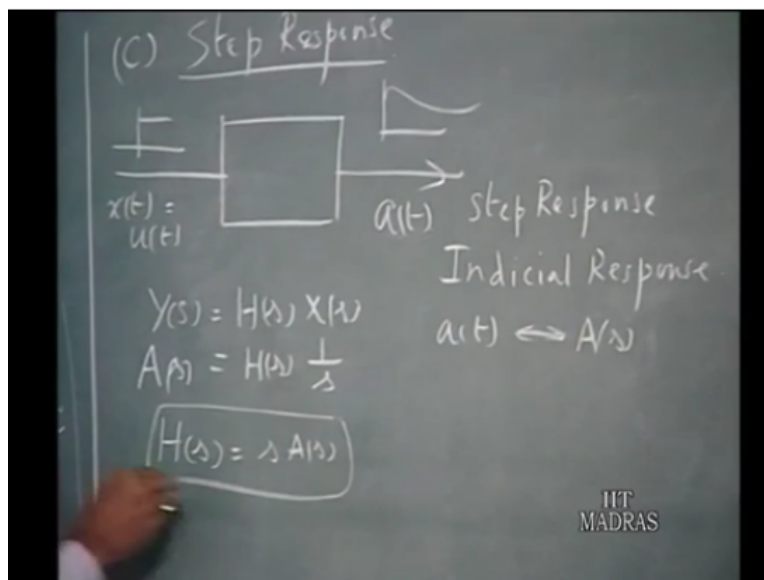 (C) Step Response
x(t) =
u(t)
a(t) Step Response
Indicial Response
a(t) ↔ A(s)
Y(s) = H(s) X(s)
A(s) = H(s) 1/s
H(s) = s A(s)
IIT
MADRAS